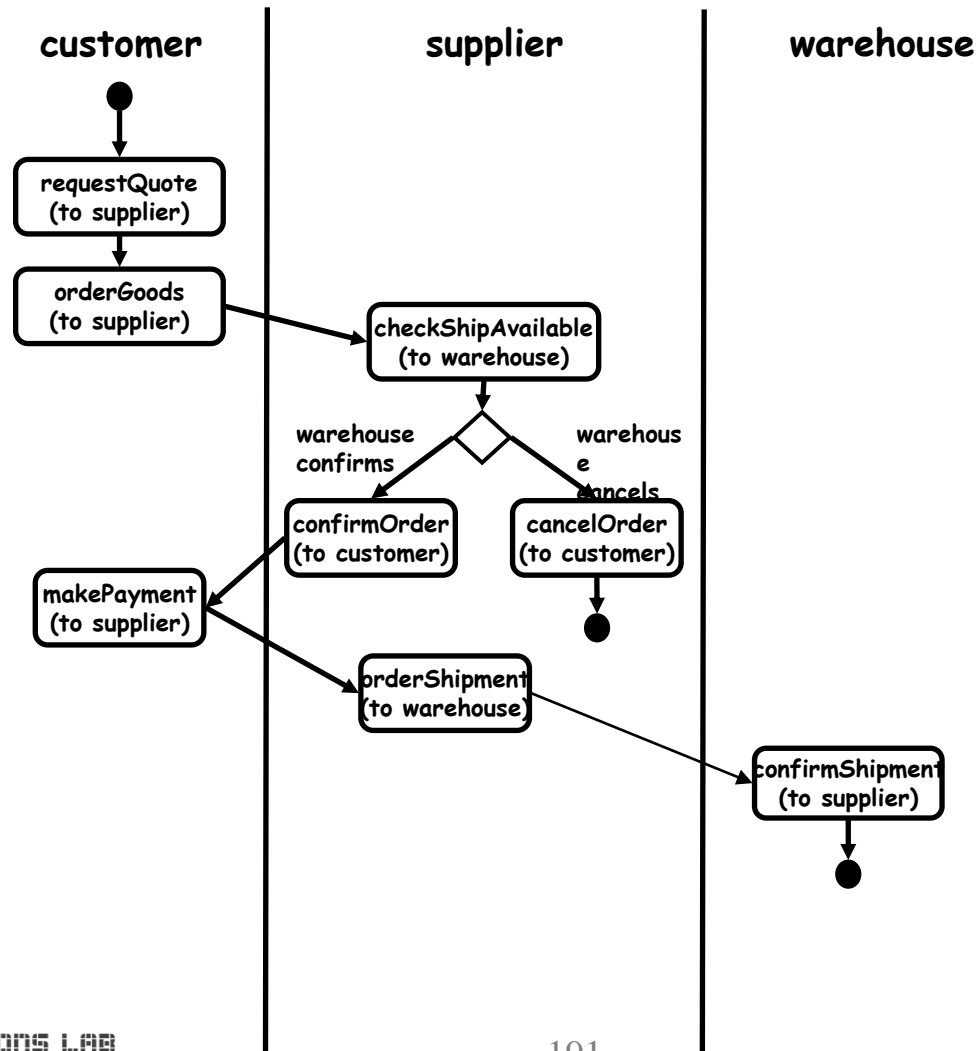 customer
supplier
warehouse
requestQuote
(to supplier)
orderGoods
(to supplier)
checkShipAvailable
(to warehouse)
warehouse
confirms
warehous
e
cancels
confirmOrder
(to customer)
cancelOrder
(to customer)
makePayment
(to supplier)
orderShipment
(to warehouse)
confirmShipment
(to supplier)
LAB